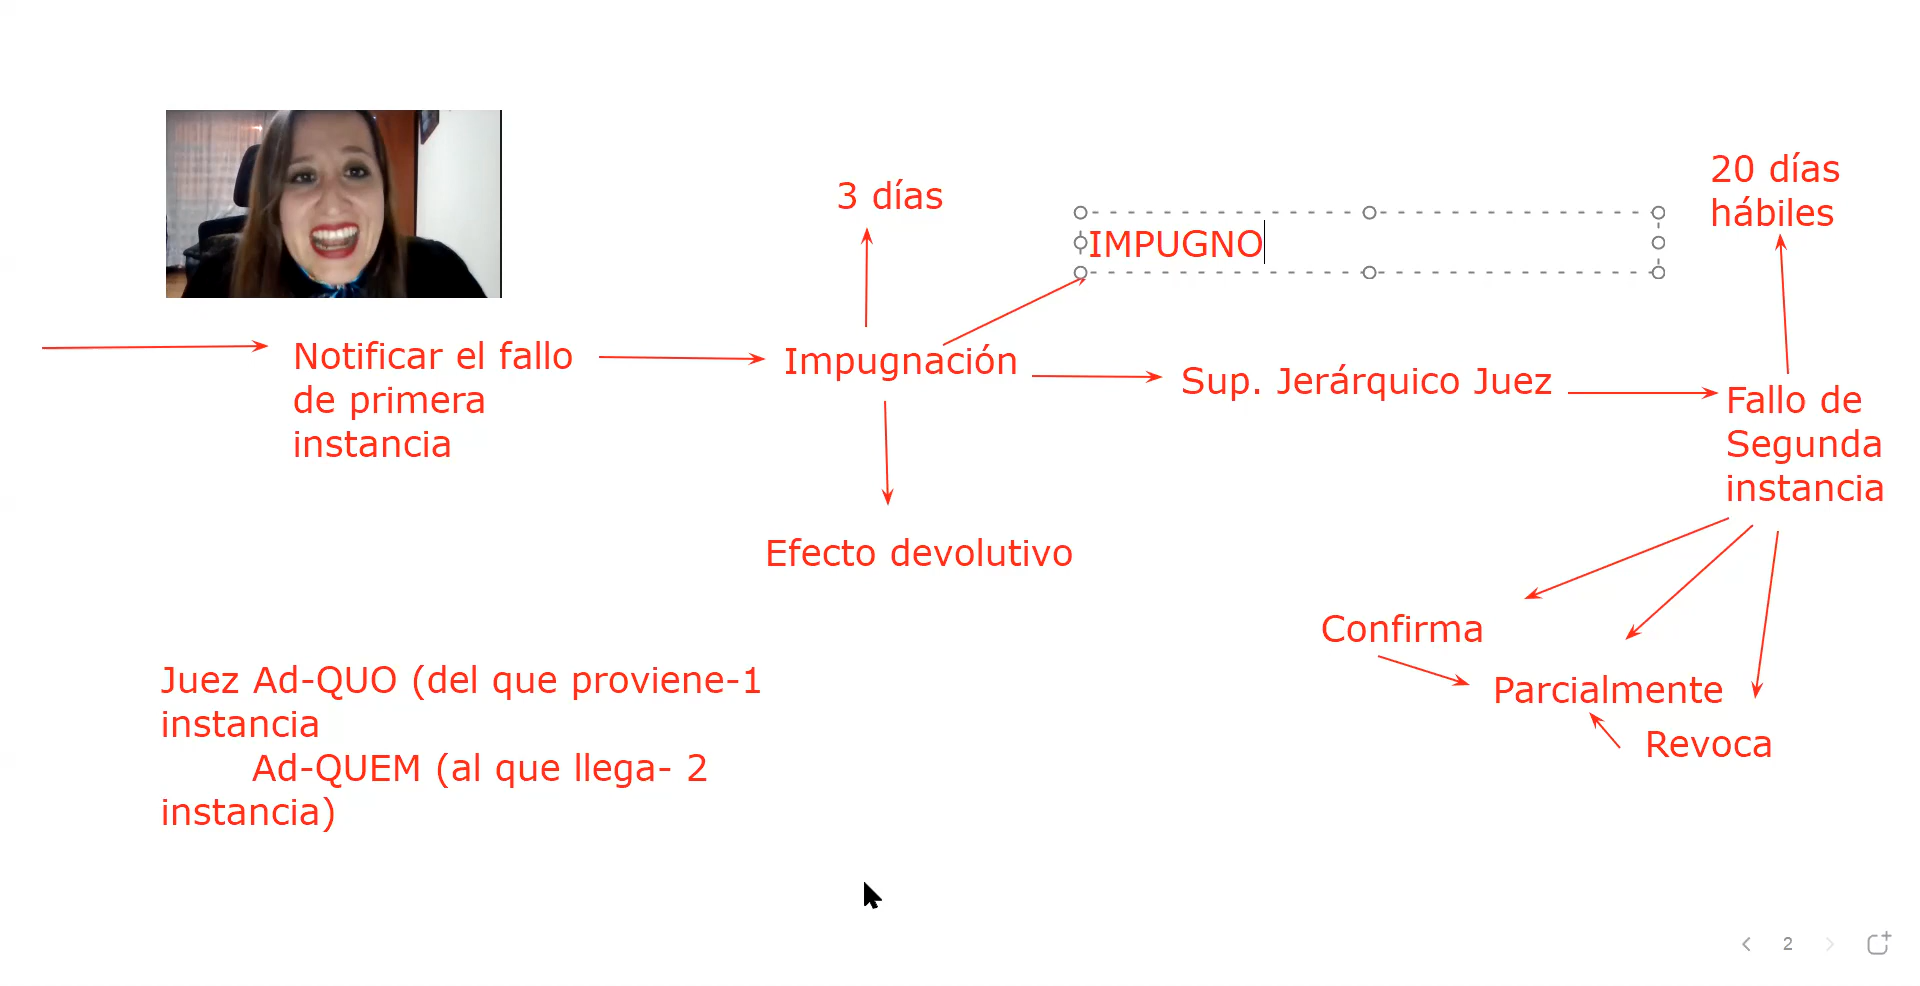 3 días
IMPUGNO
20 días
hábiles
Notificar el fallo
de primera
instancia
Impugnación
Sup. Jerárquico Juez
Fallo de
Segunda
instancia
Efecto devolutivo
Confirma
Parcialmente
Revoca
Juez Ad-QUO (del que proviene-1
instancia
Ad-QUEM (al que llega- 2
instancia)
2